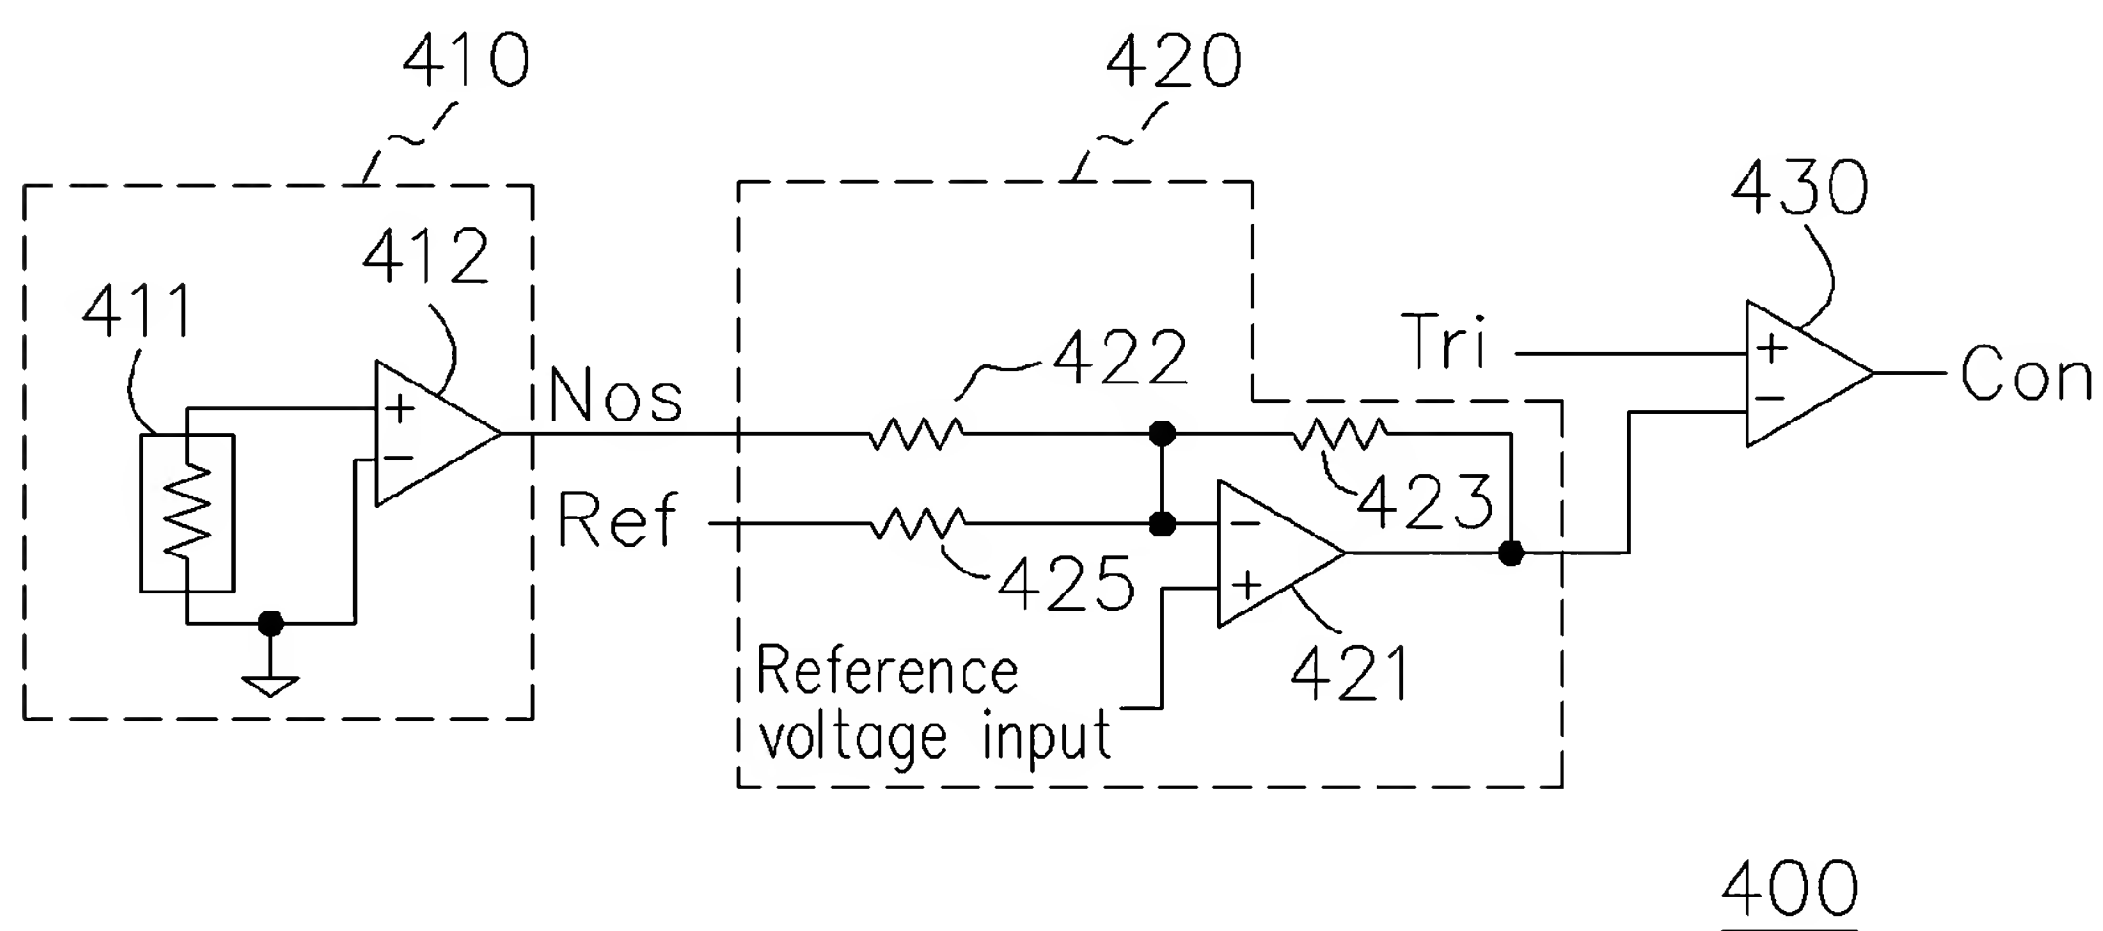 410
420
430
412
411
Tri
+
−
Con
422
Nos
+
−
423
Ref
−
+
425
421
Reference
voltage input
400